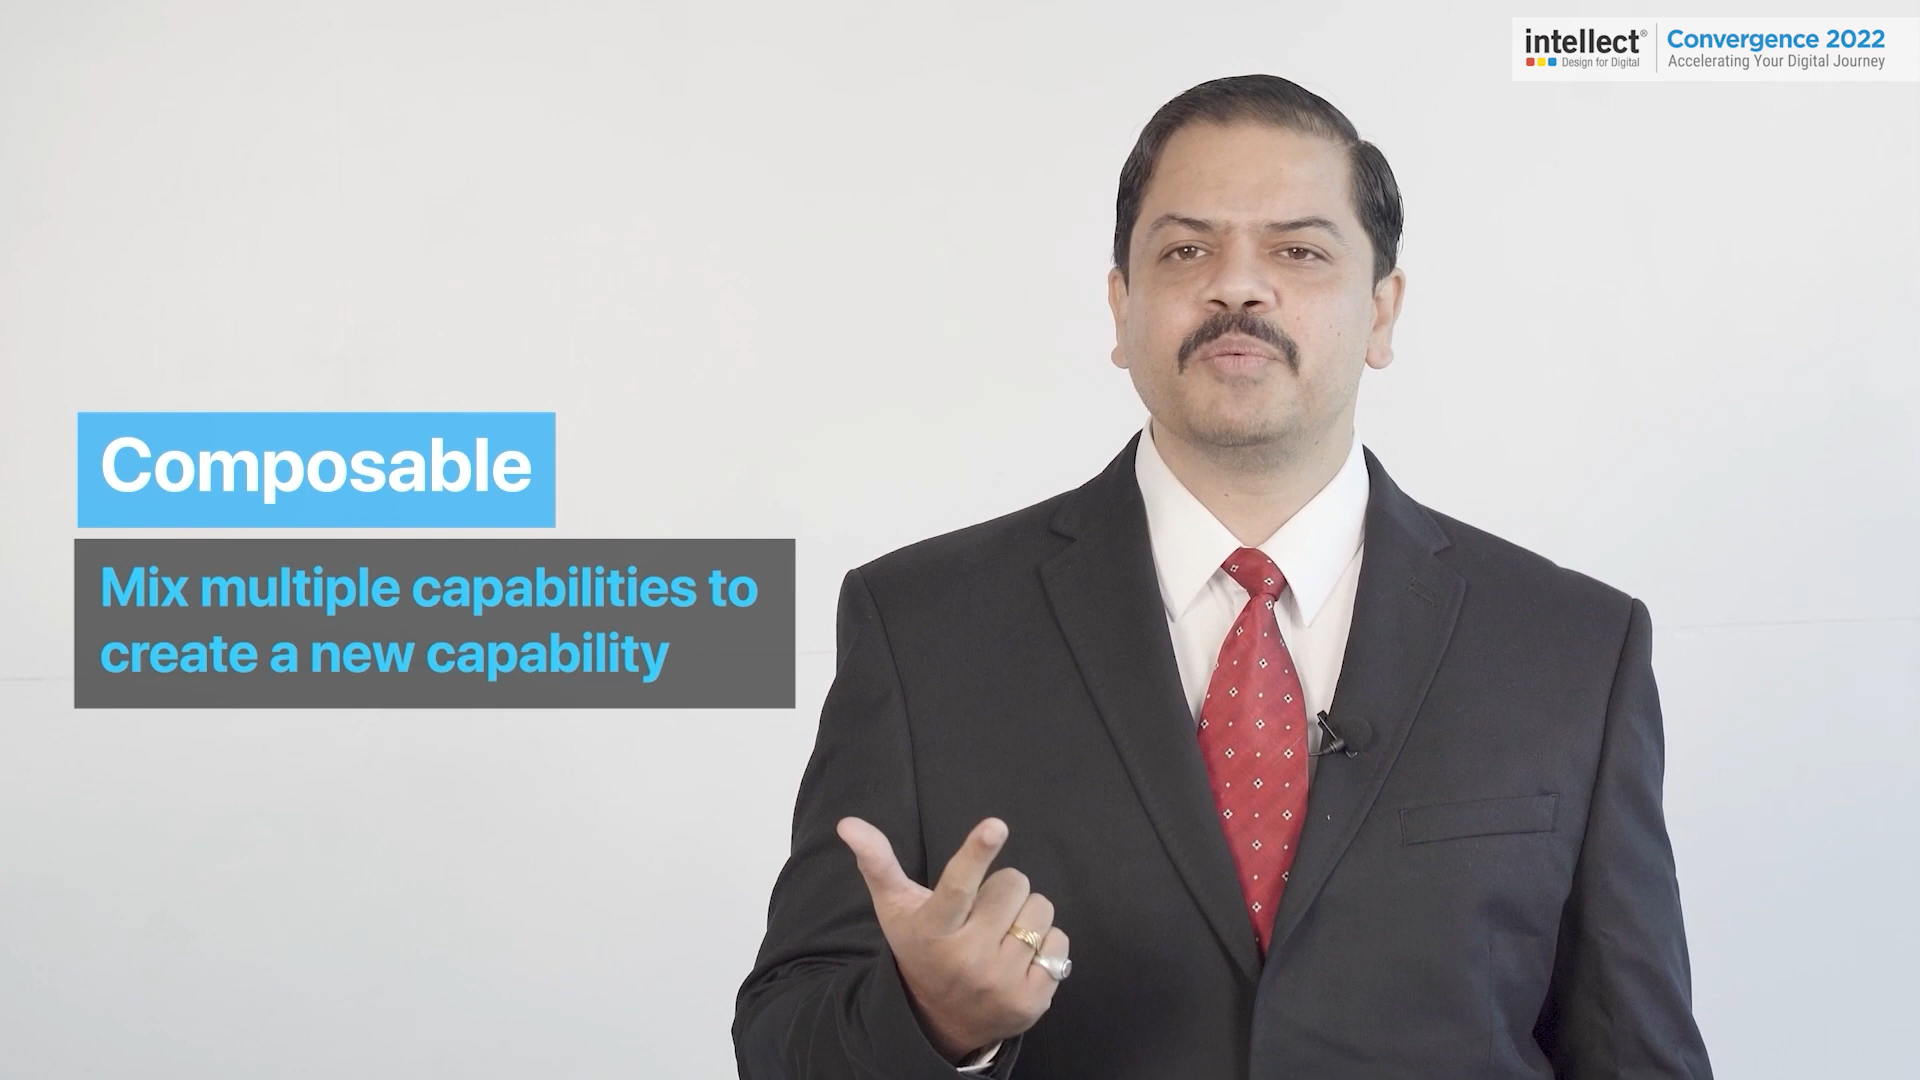 intellect®
Design for Digital
Convergence 2022
Accelerating Your Digital Journey
Composable
Mix multiple capabilities to
create a new capability